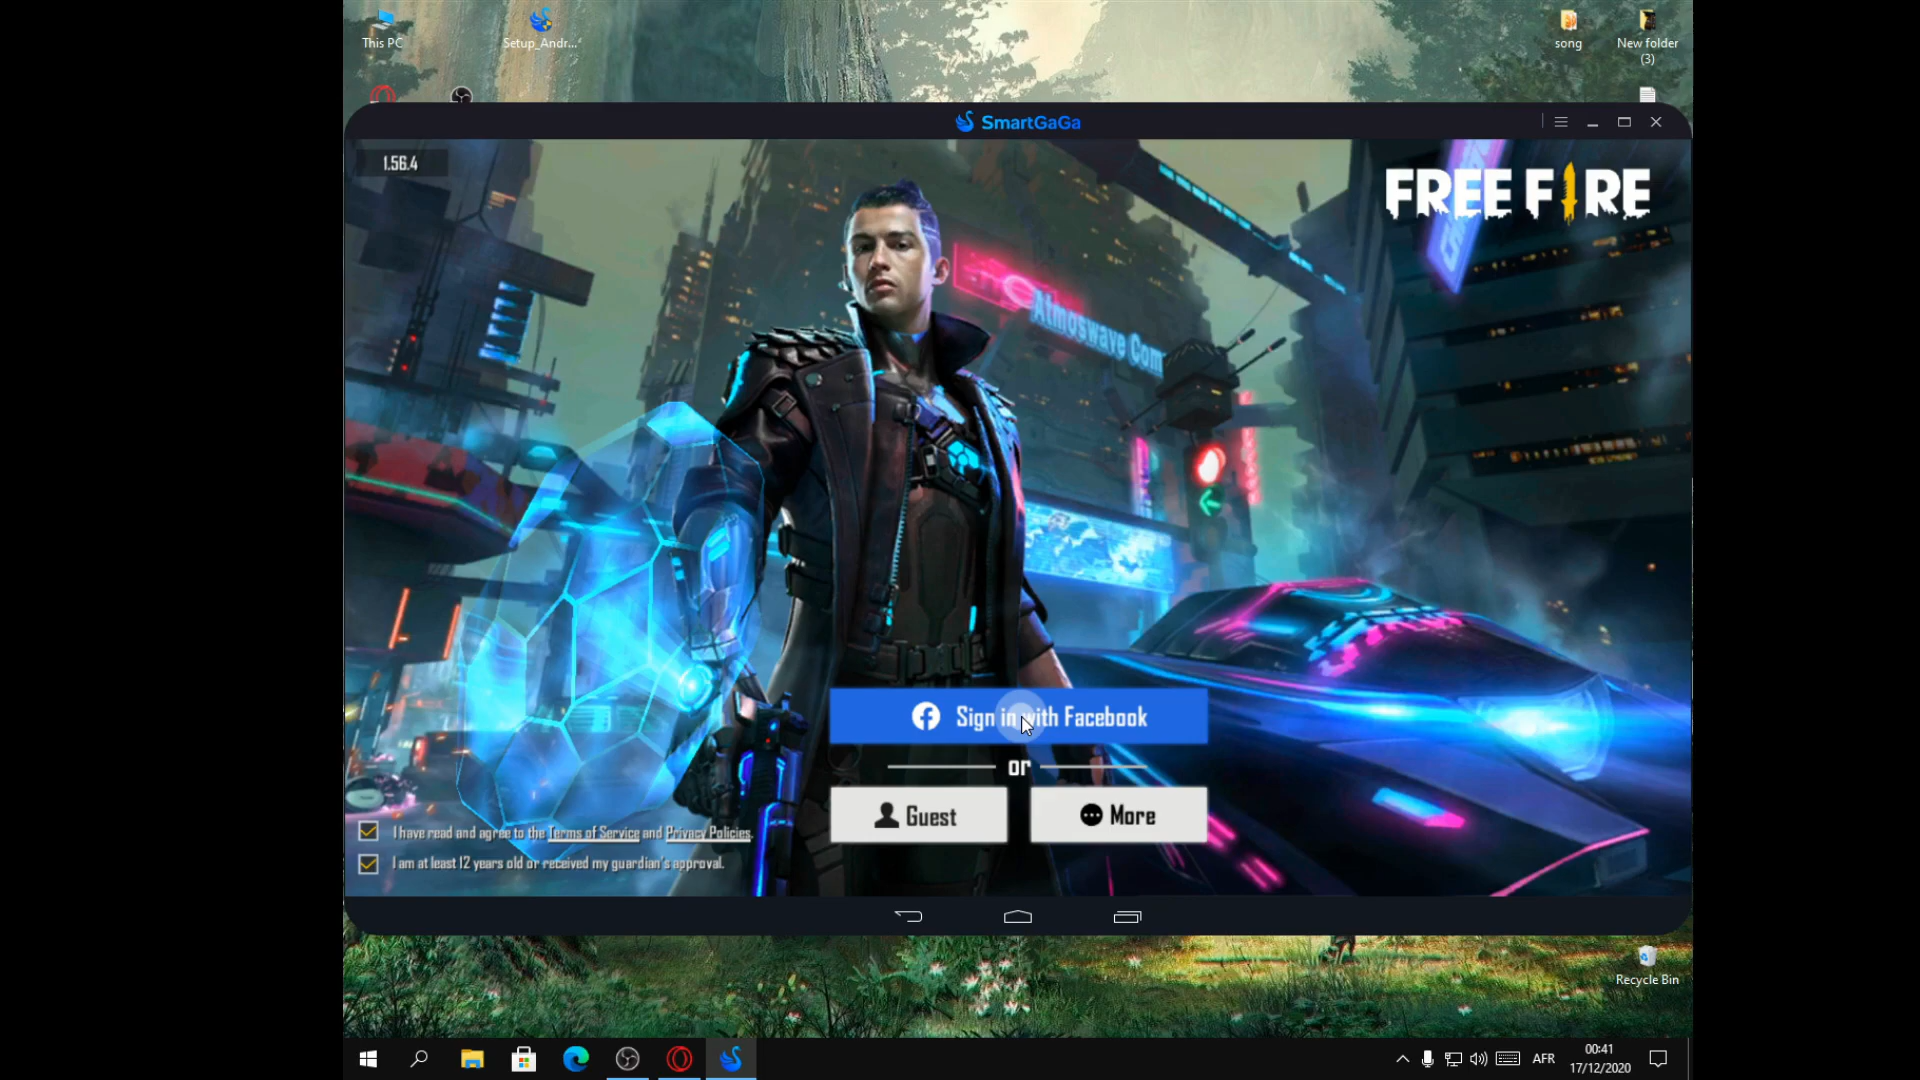 This PC
Setup_Andr...
song
New folder
(3)
SmartGaGa
1.56.4
FREE FIRE
Atmoswave Com
Sign in with Facebook
or
Guest
More
I have read and agree to the Terms of Service and Privacy Policies.
I am at least 12 years old or received my guardian's approval.
Recycle Bin
AFR
00:41
17/12/2020